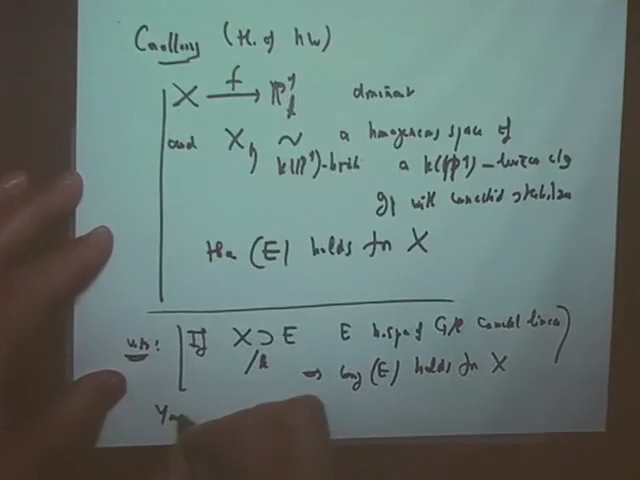 Corollary (H. of hW)
X —f→ ℙ¹_k dominant
and X_η ~ a homogeneous space of
k(ℙ¹)-birat a k(ℙ¹)-linear alg
gp with connected stabilizer
then (E) holds for X
If X ⊃ E E h.sp of G/k connected linear
/k ⇒ conj (E) holds for X